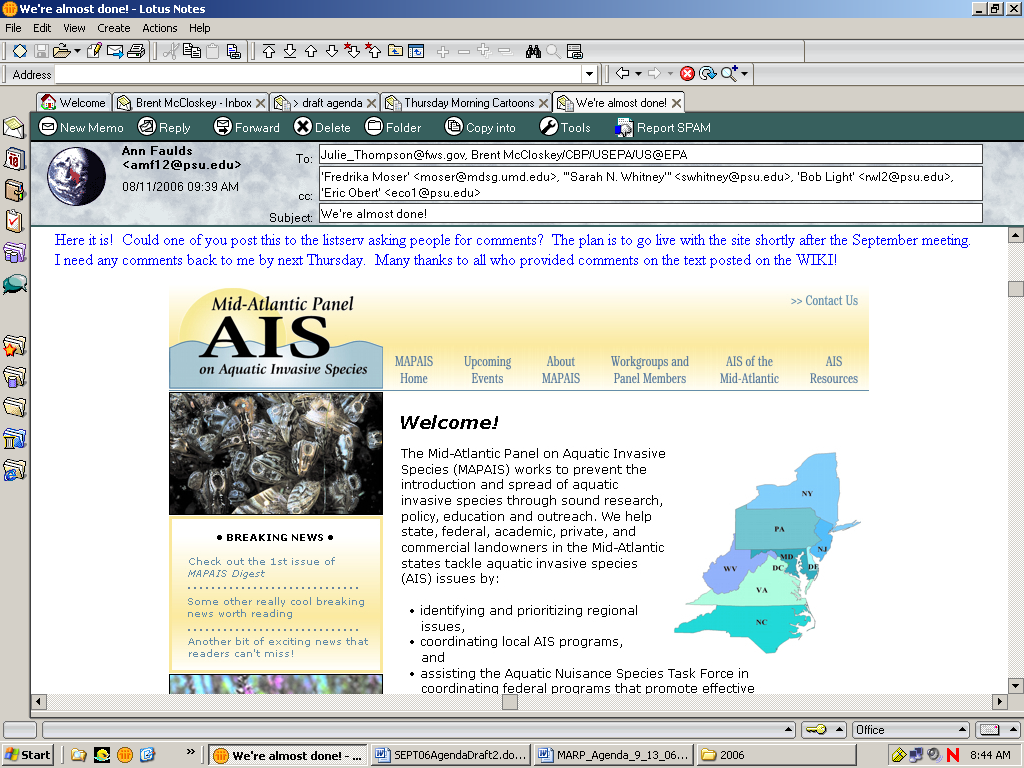 We're almost done! - Lotus Notes
File Edit View Create Actions Help
Address
Welcome Brent McCloskey - Inbox > draft agenda Thursday Morning Cartoons We're almost done!
New Memo Reply Forward Delete Folder Copy into Tools Report SPAM
Ann Faulds
<amf12@psu.edu>
08/11/2006 09:39 AM
To: Julie_Thompson@fws.gov, Brent McCloskey/CBP/USEPA/US@EPA
'Fredrika Moser' <moser@mdsg.umd.edu>, "'Sarah N. Whitney'" <swhitney@psu.edu>, 'Bob Light' <rwl2@psu.edu>,
cc: 'Eric Obert' <eco1@psu.edu>
Subject: We're almost done!
Here it is! Could one of you post this to the listserv asking people for comments? The plan is to go live with the site shortly after the September meeting.
I need any comments back to me by next Thursday. Many thanks to all who provided comments on the text posted on the WIKI!
Mid-Atlantic Panel
AIS
on Aquatic Invasive Species
>> Contact Us
MAPAIS Home
Upcoming Events
About MAPAIS
Workgroups and Panel Members
AIS of the Mid-Atlantic
AIS Resources
• BREAKING NEWS •
Check out the 1st issue of
MAPAIS Digest
Some other really cool breaking
news worth reading
Another bit of exciting news that
readers can't miss!
Welcome!
The Mid-Atlantic Panel on Aquatic Invasive
Species (MAPAIS) works to prevent the
introduction and spread of aquatic
invasive species through sound research,
policy, education and outreach. We help
state, federal, academic, private, and
commercial landowners in the Mid-Atlantic
states tackle aquatic invasive species
(AIS) issues by:
• identifying and prioritizing regional
issues,
• coordinating local AIS programs,
and
• assisting the Aquatic Nuisance Species Task Force in
coordinating federal programs that promote effective
NY
PA
NJ
MD
DE
DC
WV
VA
NC
Office
Start » We're almost done! - ... SEPT06AgendaDraft2.do... MARP_Agenda_9_13_06... 2006 8:44 AM